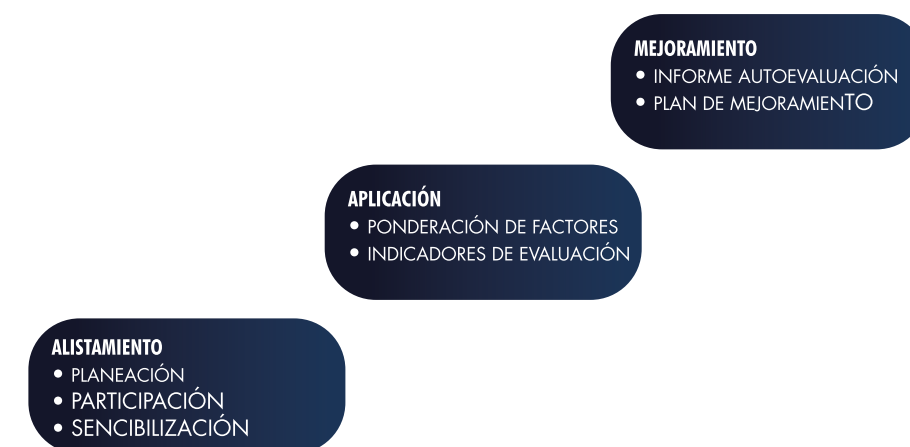 MEJORAMIENTO
• INFORME AUTOEVALUACIÓN
• PLAN DE MEJORAMIENTO
APLICACIÓN
• PONDERACIÓN DE FACTORES
• INDICADORES DE EVALUACIÓN
ALISTAMIENTO
• PLANEACIÓN
• PARTICIPACIÓN
• SENCIBILIZACIÓN